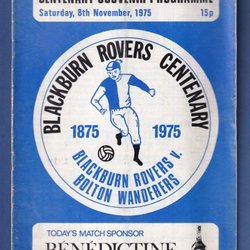 CENTENARY SOUVENIR PROGRAMME
Saturday, 8th November, 1975 15p
BLACKBURN ROVERS CENTENARY
1875 1975
BLACKBURN ROVERS V.
BOLTON WANDERERS
TODAY'S MATCH SPONSOR
BÉNÉDICTINE